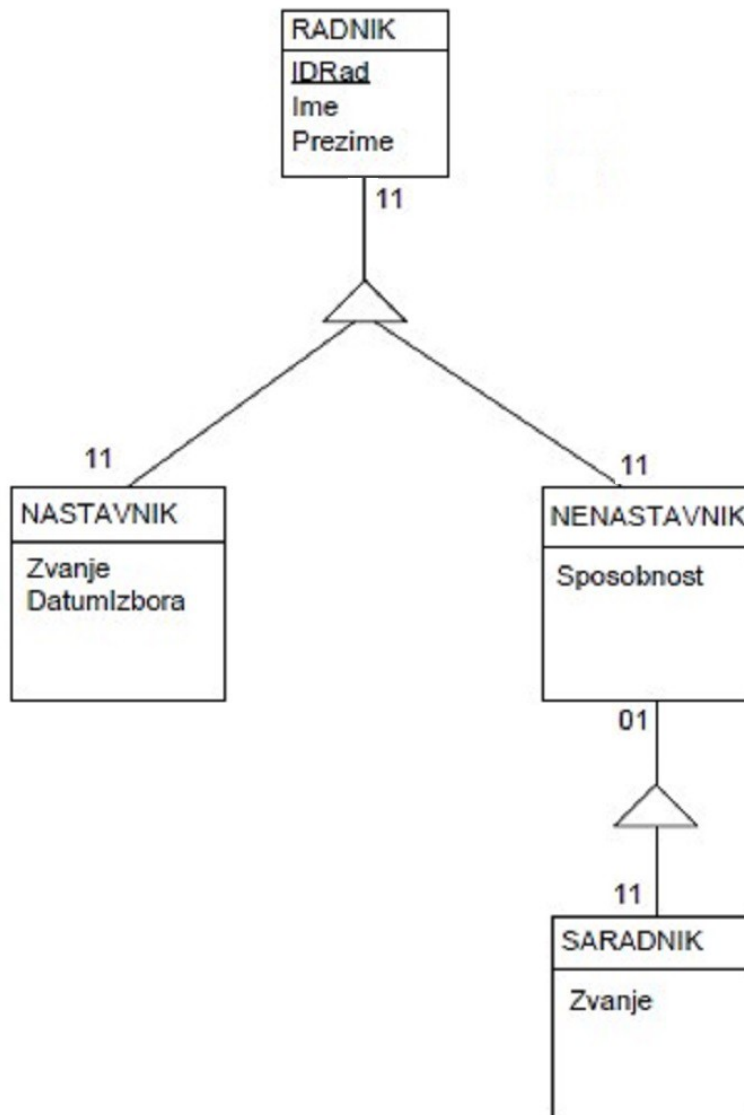 RADNIK
IDRad
Ime
Prezime
11
11
11
NASTAVNIK
Zvanje
DatumIzbora
NENASTAVNIK
Sposobnost
01
11
SARADNIK
Zvanje